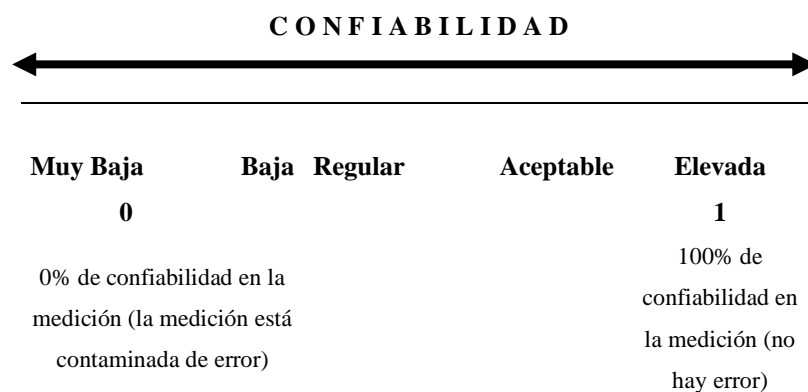 C O N F I A B I L I D A D
Muy Baja Baja Regular Aceptable Elevada
0 1
0% de confiabilidad en la
medición (la medición está
contaminada de error)
100% de
confiabilidad en
la medición (no
hay error)